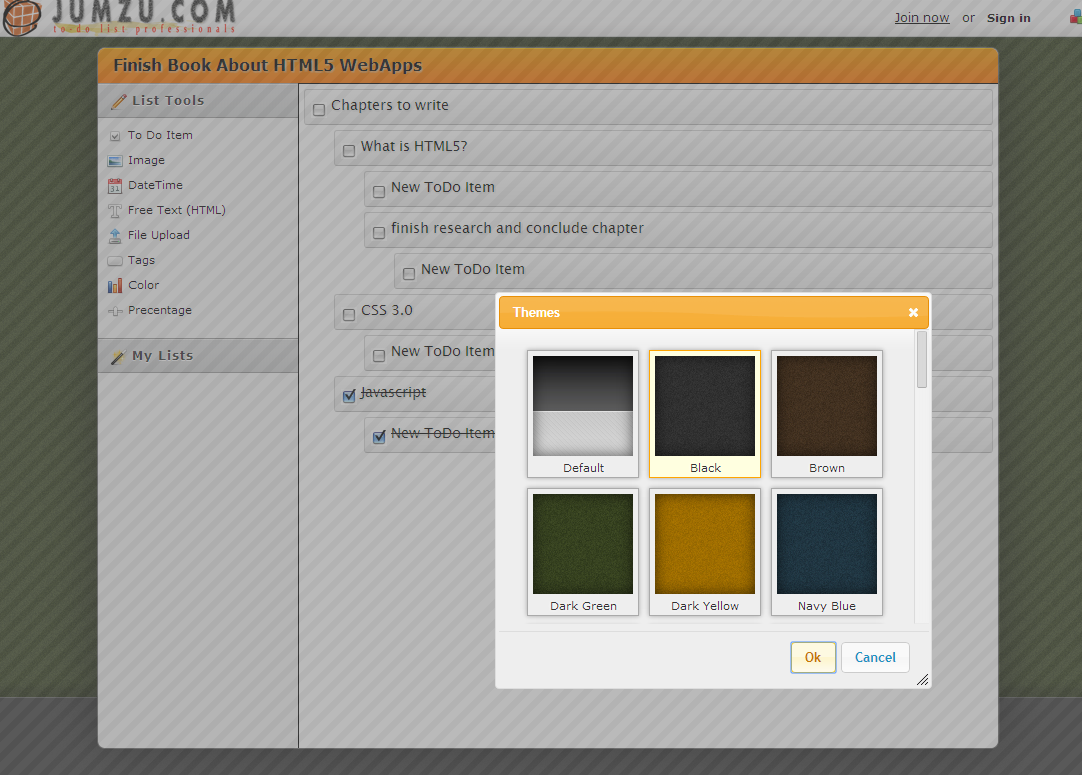 JUMZU.COM
to-do list professionals
Join now or Sign in
Finish Book About HTML5 WebApps
List Tools
To Do Item
Image
31
DateTime
Free Text (HTML)
File Upload
Tags
Color
Precentage
My Lists
Chapters to write
What is HTML5?
New ToDo Item
finish research and conclude chapter
New ToDo Item
CSS 3.0
New ToDo Item
Javascript
New ToDo Item
Themes
Default
Black
Brown
Dark Green
Dark Yellow
Navy Blue
Ok
Cancel